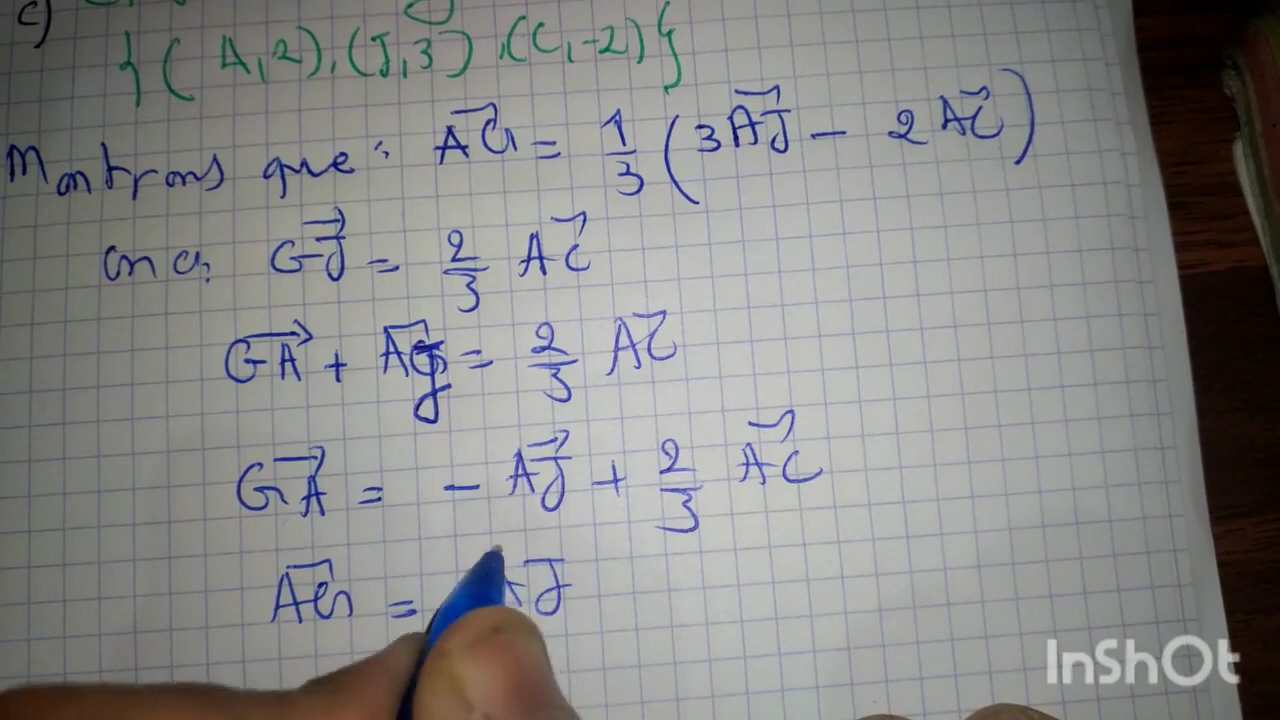 c)
{( A,2),(J,3),(C,-2)}
Montrons que : AG = 1/3 (3AJ - 2AC)
on a, GJ = 2/3 AC
GA + AJ = 2/3 AC
GA = - AJ + 2/3 AC
AG = AJ
InShOt